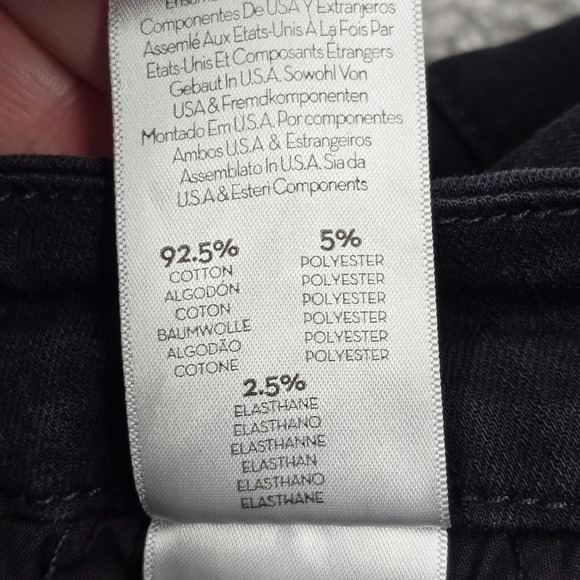 Componentes De USA Y Extranjeros
Assemlé Aux Etats-Unis À La Fois Par
Etats-Unis Et Composants Étrangers
Gebaut In U.S.A. Sowohl Von
USA & Fremdkomponenten
Montado Em U.S.A. Por componentes
Ambos U.S.A & Estrangeiros
Assemblato In U.S.A. Sia da
U.S.A & Esteri Components
92.5%
COTTON
ALGODÓN
COTON
BAUMWOLLE
ALGODÃO
COTONE
5%
POLYESTER
POLYESTER
POLYESTER
POLYESTER
POLYESTER
POLYESTER
2.5%
ELASTHANE
ELASTHANO
ELASTHANNE
ELASTHAN
ELASTHANO
ELASTWANE